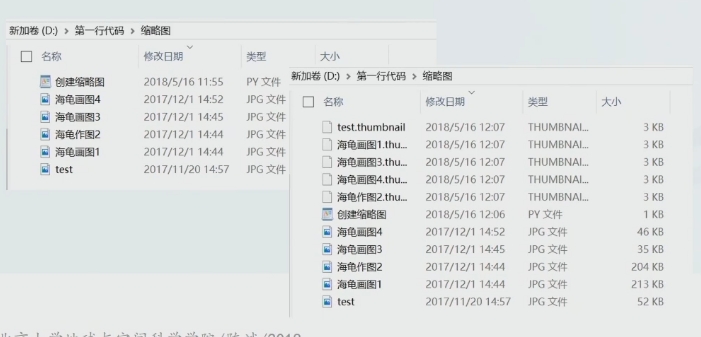 新加卷 (D:) > 第一行代码 > 缩略图
名称 修改日期 类型 大小
创建缩略图 2018/5/16 11:55 PY 文件
海龟画图4 2017/12/1 14:52 JPG 文件
海龟画图3 2017/12/1 14:45 JPG 文件
海龟作图2 2017/12/1 14:44 JPG 文件
海龟画图1 2017/12/1 14:44 JPG 文件
test 2017/11/20 14:57 JPG 文件
新加卷 (D:) > 第一行代码 > 缩略图
名称 修改日期 类型 大小
test.thumbnail 2018/5/16 12:07 THUMBNAI... 3 KB
海龟画图1.thu... 2018/5/16 12:07 THUMBNAI... 3 KB
海龟画图3.thu... 2018/5/16 12:07 THUMBNAI... 3 KB
海龟画图4.thu... 2018/5/16 12:07 THUMBNAI... 3 KB
海龟作图2.thu... 2018/5/16 12:07 THUMBNAI... 3 KB
创建缩略图 2018/5/16 12:06 PY 文件 1 KB
海龟画图4 2017/12/1 14:52 JPG 文件 46 KB
海龟画图3 2017/12/1 14:45 JPG 文件 35 KB
海龟作图2 2017/12/1 14:44 JPG 文件 204 KB
海龟画图1 2017/12/1 14:44 JPG 文件 213 KB
test 2017/11/20 14:57 JPG 文件 52 KB